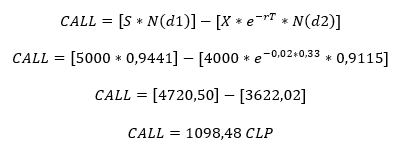 CALL = [S * N(d1)] − [X * e^{−rT} * N(d2)]
CALL = [5000 * 0,9441] − [4000 * e^{−0,02*0,33} * 0,9115]
CALL = [4720,50] − [3622,02]
CALL = 1098,48 CLP